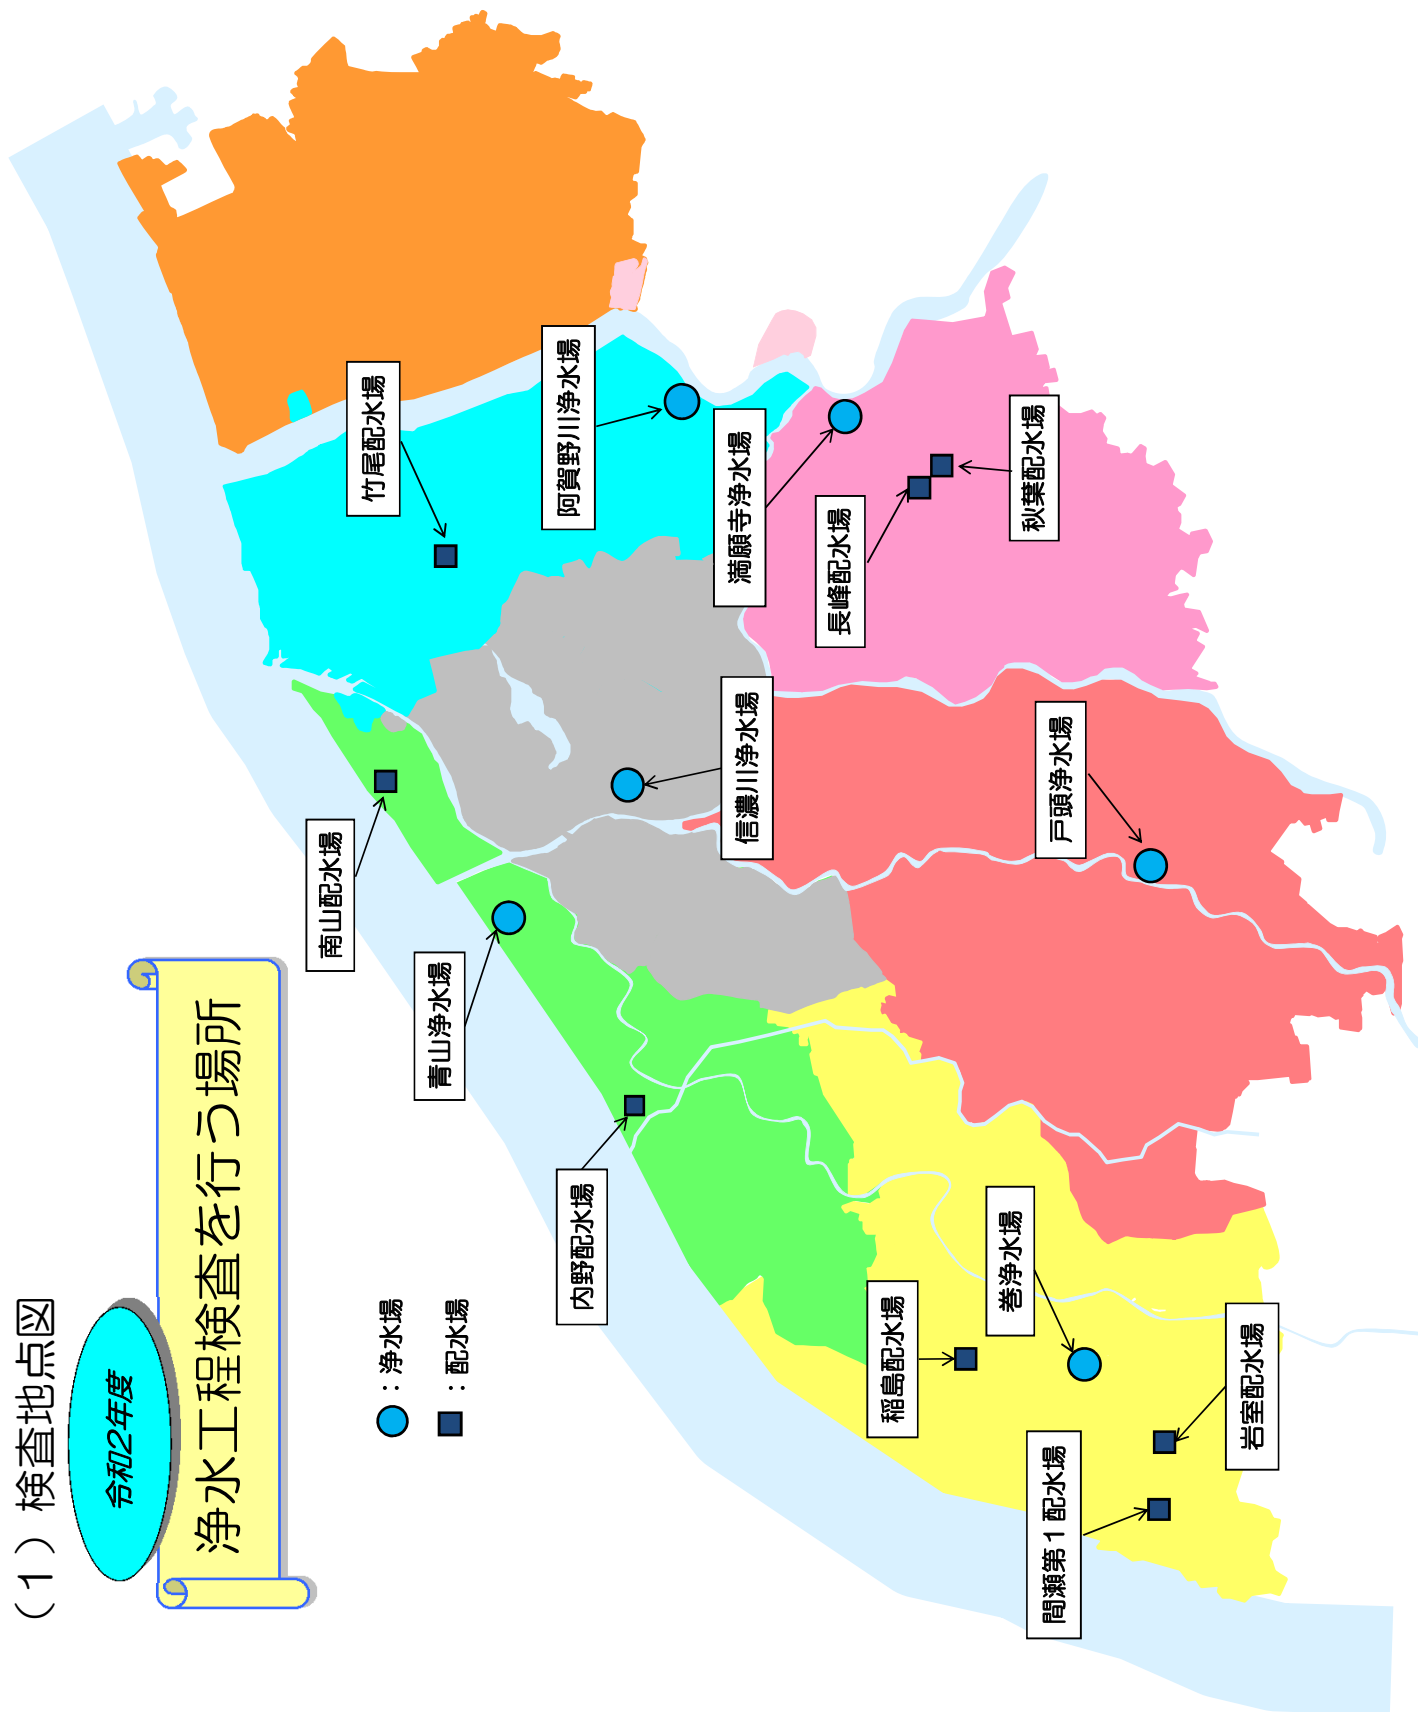 （１）検査地点図
令和2年度
浄水工程検査を行う場所
：浄水場
：配水場
南山配水場
竹尾配水場
青山浄水場
阿賀野川浄水場
内野配水場
信濃川浄水場
満願寺浄水場
長峰配水場
秋葉配水場
戸頭浄水場
稲島配水場
巻浄水場
間瀬第１配水場
岩室配水場